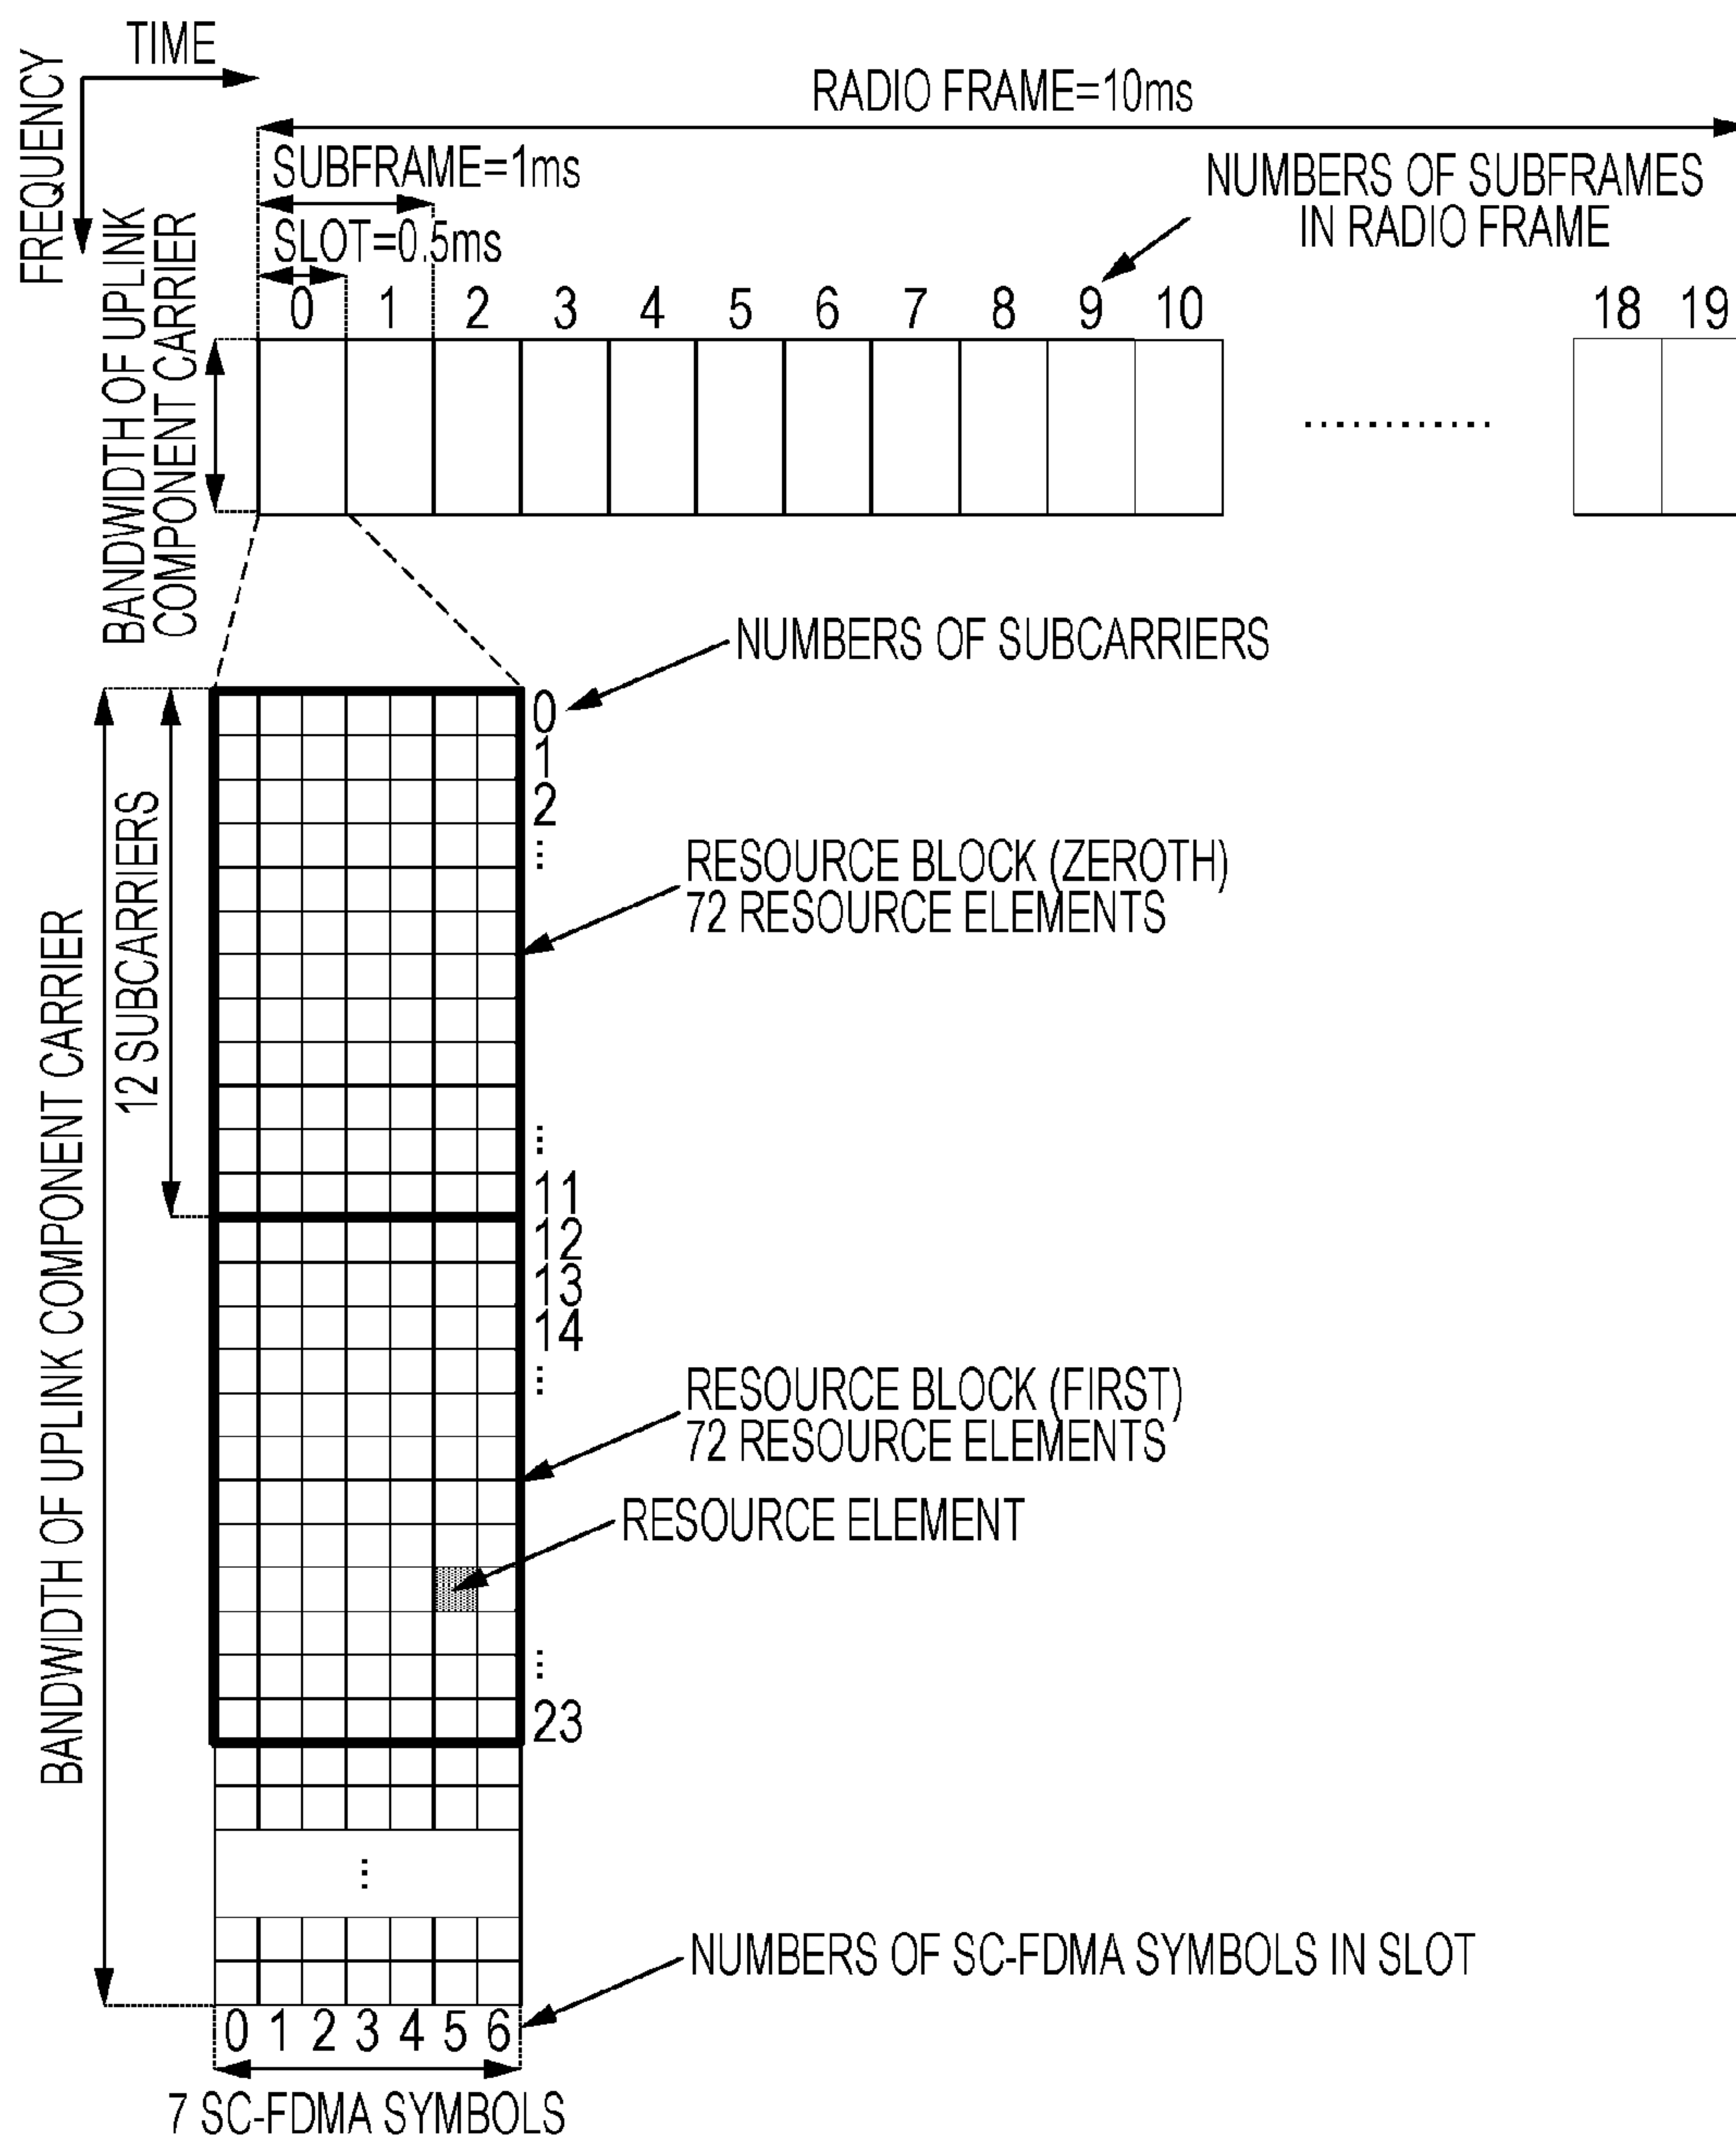 TIME
FREQUENCY
RADIO FRAME=10ms
SUBFRAME=1ms
NUMBERS OF SUBFRAMES
IN RADIO FRAME
SLOT=0.5ms
0 1 2 3 4 5 6 7 8 9 10 18 19
BANDWIDTH OF UPLINK
COMPONENT CARRIER
............
NUMBERS OF SUBCARRIERS
0
1
2
...
RESOURCE BLOCK (ZEROTH)
72 RESOURCE ELEMENTS
12 SUBCARRIERS
BANDWIDTH OF UPLINK COMPONENT CARRIER
...
11
12
13
14
...
RESOURCE BLOCK (FIRST)
72 RESOURCE ELEMENTS
RESOURCE ELEMENT
...
23
...
NUMBERS OF SC-FDMA SYMBOLS IN SLOT
0 1 2 3 4 5 6
7 SC-FDMA SYMBOLS